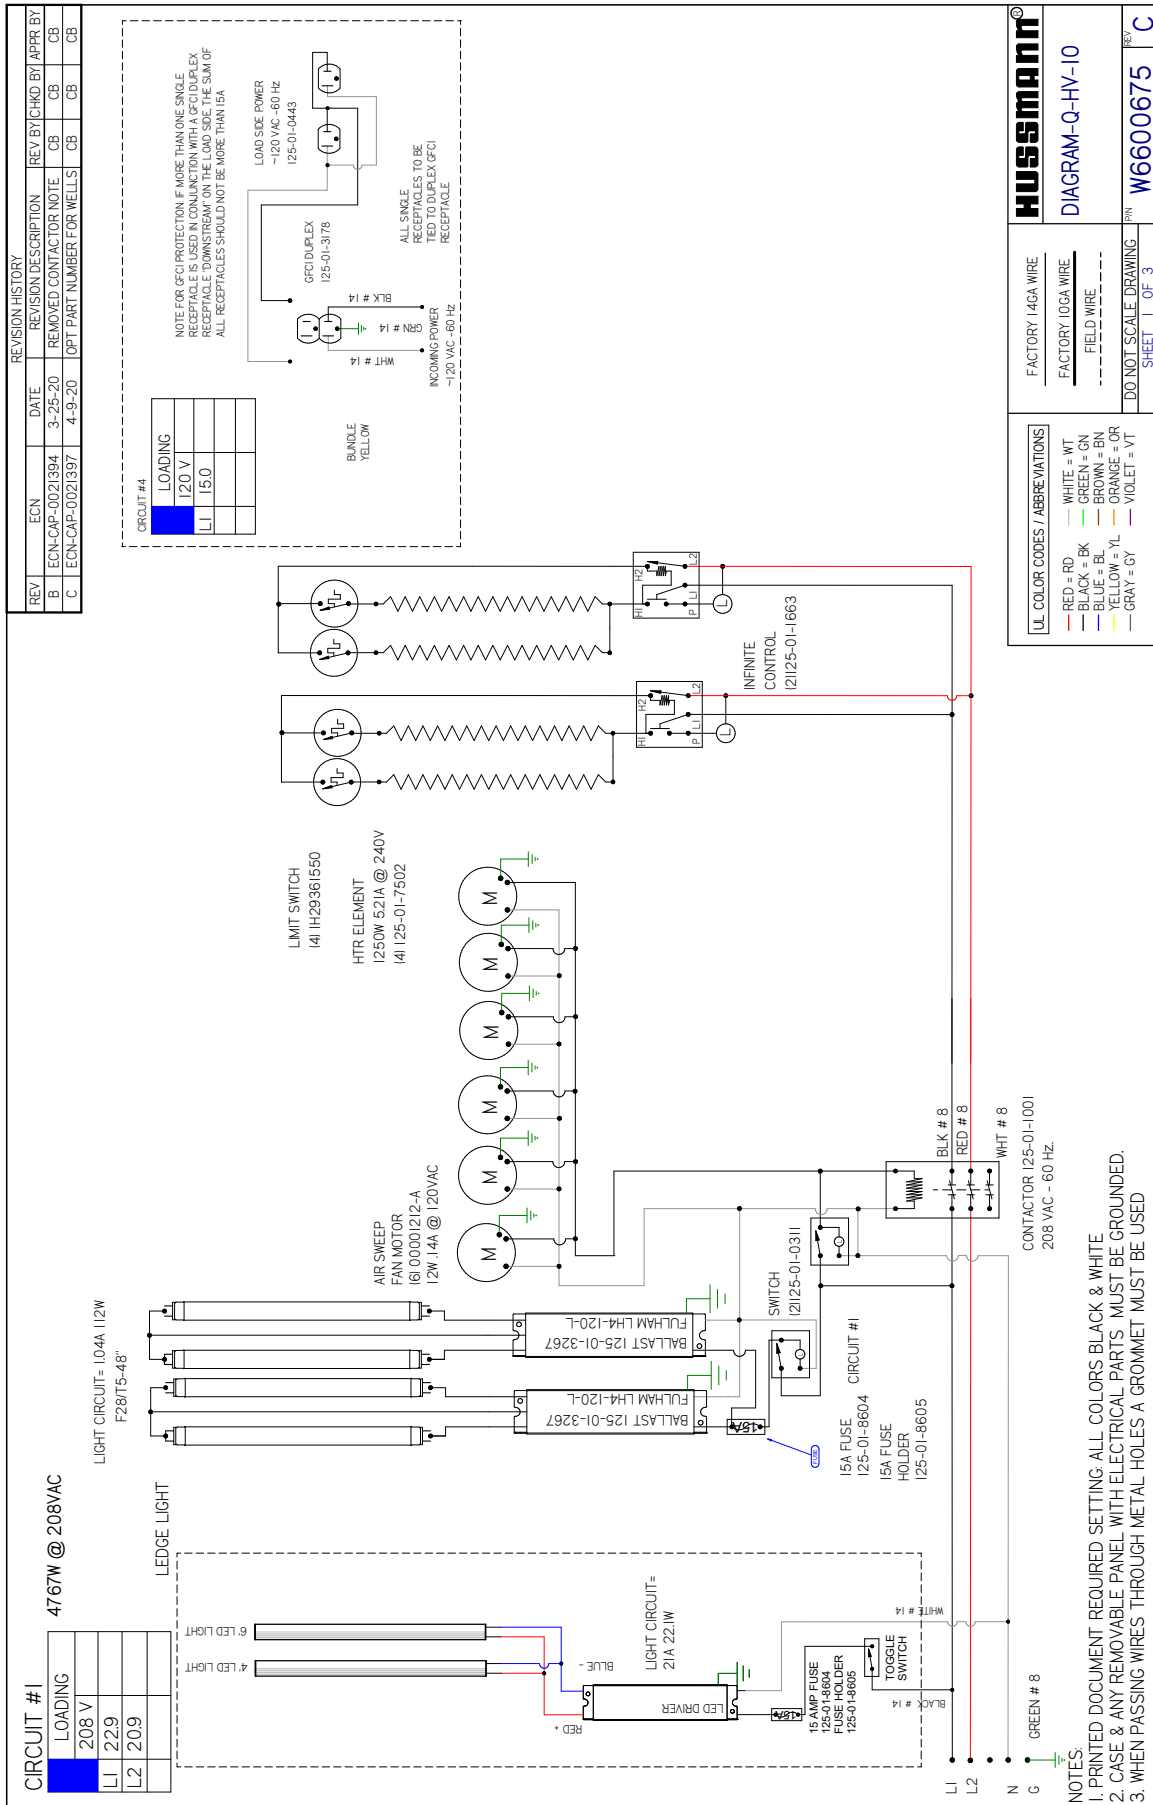 CIRCUIT #1
4767W @ 208VAC
LOADING
208 V
L1 22.9
L2 20.9
LEDGE LIGHT
6' LED LIGHT
4' LED LIGHT
RED +
BLUE -
LED DRIVER
LIGHT CIRCUIT=
.21A 22.1W
15A
15 AMP FUSE
125-01-8604
FUSE HOLDER
125-01-8605
TOGGLE
SWITCH
BLACK # 14
WHITE # 14
L1
L2
N
G
GREEN # 8
LIGHT CIRCUIT= 1.04A 112W
F28/T5-48"
BALLAST 125-01-3267
FULHAM LH4-120-L
BALLAST 125-01-3267
FULHAM LH4-120-L
15A
FUSE
15A FUSE
125-01-8604
15A FUSE
HOLDER
125-01-8605
CIRCUIT #1
SWITCH
(2)125-01-0311
L
L
AIR SWEEP
FAN MOTOR
(6) 00001212-A
12W .14A @ 120VAC
M
M
M
M
M
M
BLK # 8
RED # 8
WHT # 8
CONTACTOR 125-01-1001
208 VAC - 60 Hz.
LIMIT SWITCH
(4) 1H29361550
HTR ELEMENT
1250W 5.21A @ 240V
(4) 125-01-7502
H1
H2
P
L1
L2
L
H1
H2
P
L1
L2
L
INFINITE
CONTROL
(2)125-01-1663
CIRCUIT #4
LOADING
120 V
L1 15.0
NOTE: FOR GFCI PROTECTION: IF MORE THAN ONE SINGLE
RECEPTACLE IS USED IN CONJUNCTION WITH A GFCI DUPLEX
RECEPTACLE "DOWNSTREAM" ON THE LOAD SIDE, THE SUM OF
ALL RECEPTACLES SHOULD NOT BE MORE THAN 15A
BUNDLE
YELLOW
WHT # 14
GRN # 14
BLK # 14
INCOMING POWER
~120 VAC -60 Hz
GFCI DUPLEX
125-01-3178
LOAD SIDE POWER
~120 VAC -60 Hz
125-01-0443
ALL SINGLE
RECEPTACLES TO BE
TIED TO DUPLEX GFCI
RECEPTACLE
REVISION HISTORY
REV ECN DATE REVISION DESCRIPTION REV BY CHKD BY APPR BY
B ECN-CAP-0021394 3-25-20 REMOVED CONTACTOR NOTE CB CB CB
C ECN-CAP-0021397 4-9-20 OPT PART NUMBER FOR WELLS CB CB CB
NOTES:
1. PRINTED DOCUMENT REQUIRED SETTING: ALL COLORS BLACK & WHITE
2. CASE & ANY REMOVABLE PANEL WITH ELECTRICAL PARTS MUST BE GROUNDED.
3. WHEN PASSING WIRES THROUGH METAL HOLES A GROMMET MUST BE USED
UL COLOR CODES / ABBREVIATIONS
RED = RD WHITE = WT
BLACK = BK GREEN = GN
BLUE = BL BROWN = BN
YELLOW = YL ORANGE = OR
GRAY = GY VIOLET = VT
FACTORY 14GA WIRE
FACTORY 10GA WIRE
FIELD WIRE
DO NOT SCALE DRAWING
SHEET 1 OF 3
HUSSMANN®
DIAGRAM-Q-HV-10
P/N W6600675
REV C